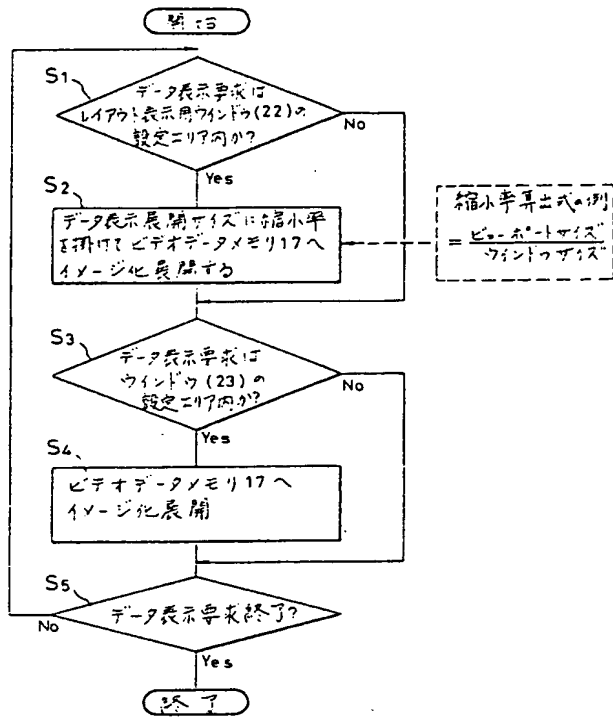 開始
S1
データ表示要求は
レイアウト表示用ウインドウ(22)の
設定エリア内か?
No
Yes
S2
データ表示展開サイズに縮小率
を掛けてビデオデータメモリ17へ
イメージ化展開する
縮小率算出式の例
= ビューポートサイズ
ウインドウサイズ
S3
データ表示要求は
ウインドウ(23)の
設定エリア内か?
No
Yes
S4
ビデオデータメモリ17へ
イメージ化展開
S5
データ表示要求終了?
No
Yes
終了